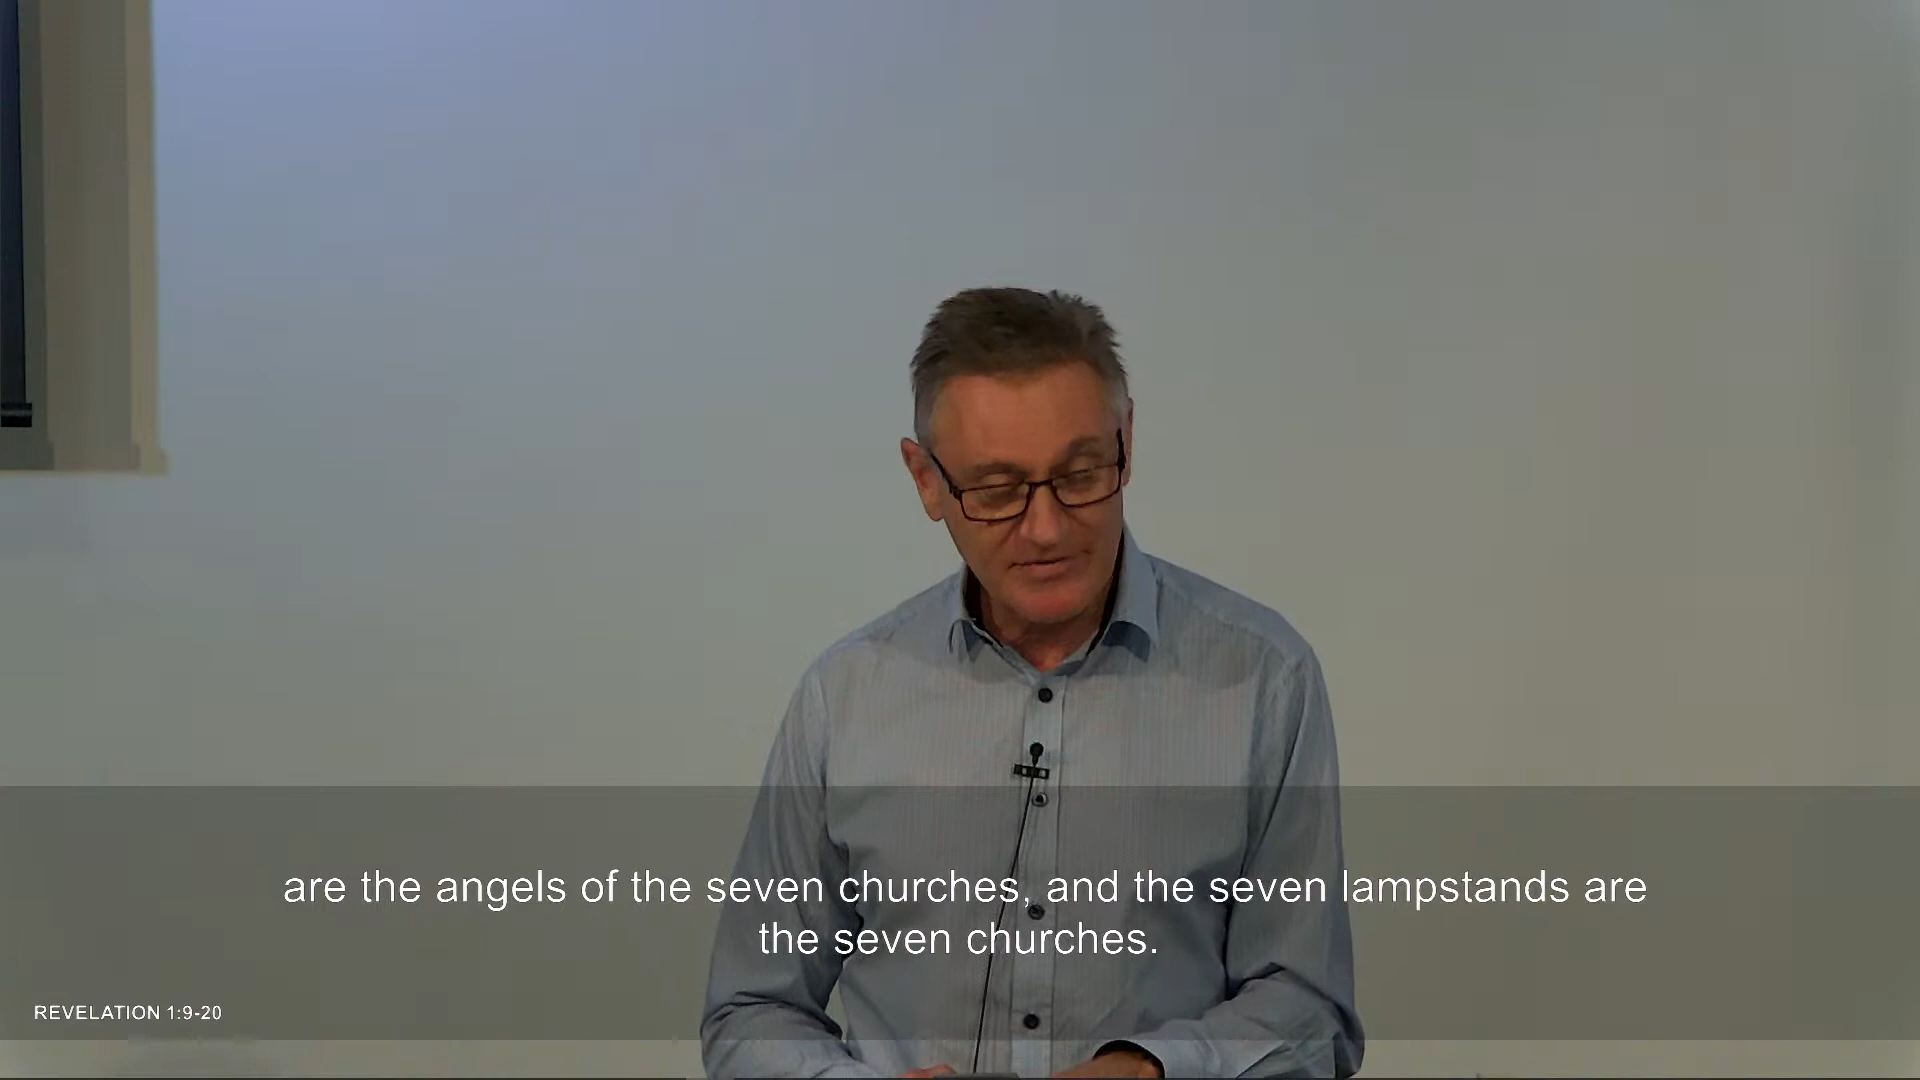 are the angels of the seven churches, and the seven lampstands are
the seven churches.
REVELATION 1:9-20